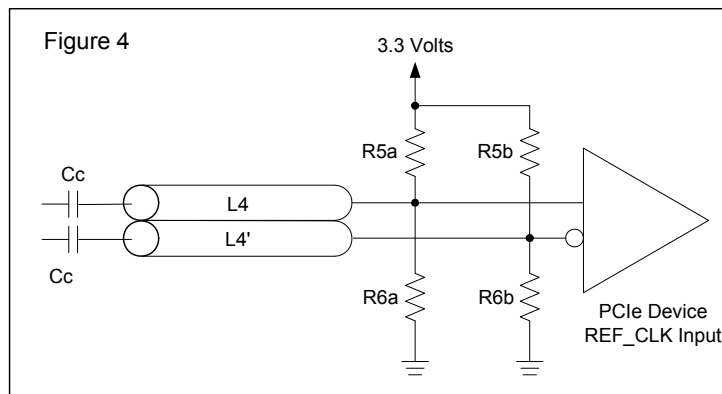 Figure 4
3.3 Volts
R5a
R5b
Cc
L4
L4'
Cc
R6a
R6b
PCIe Device
REF_CLK Input